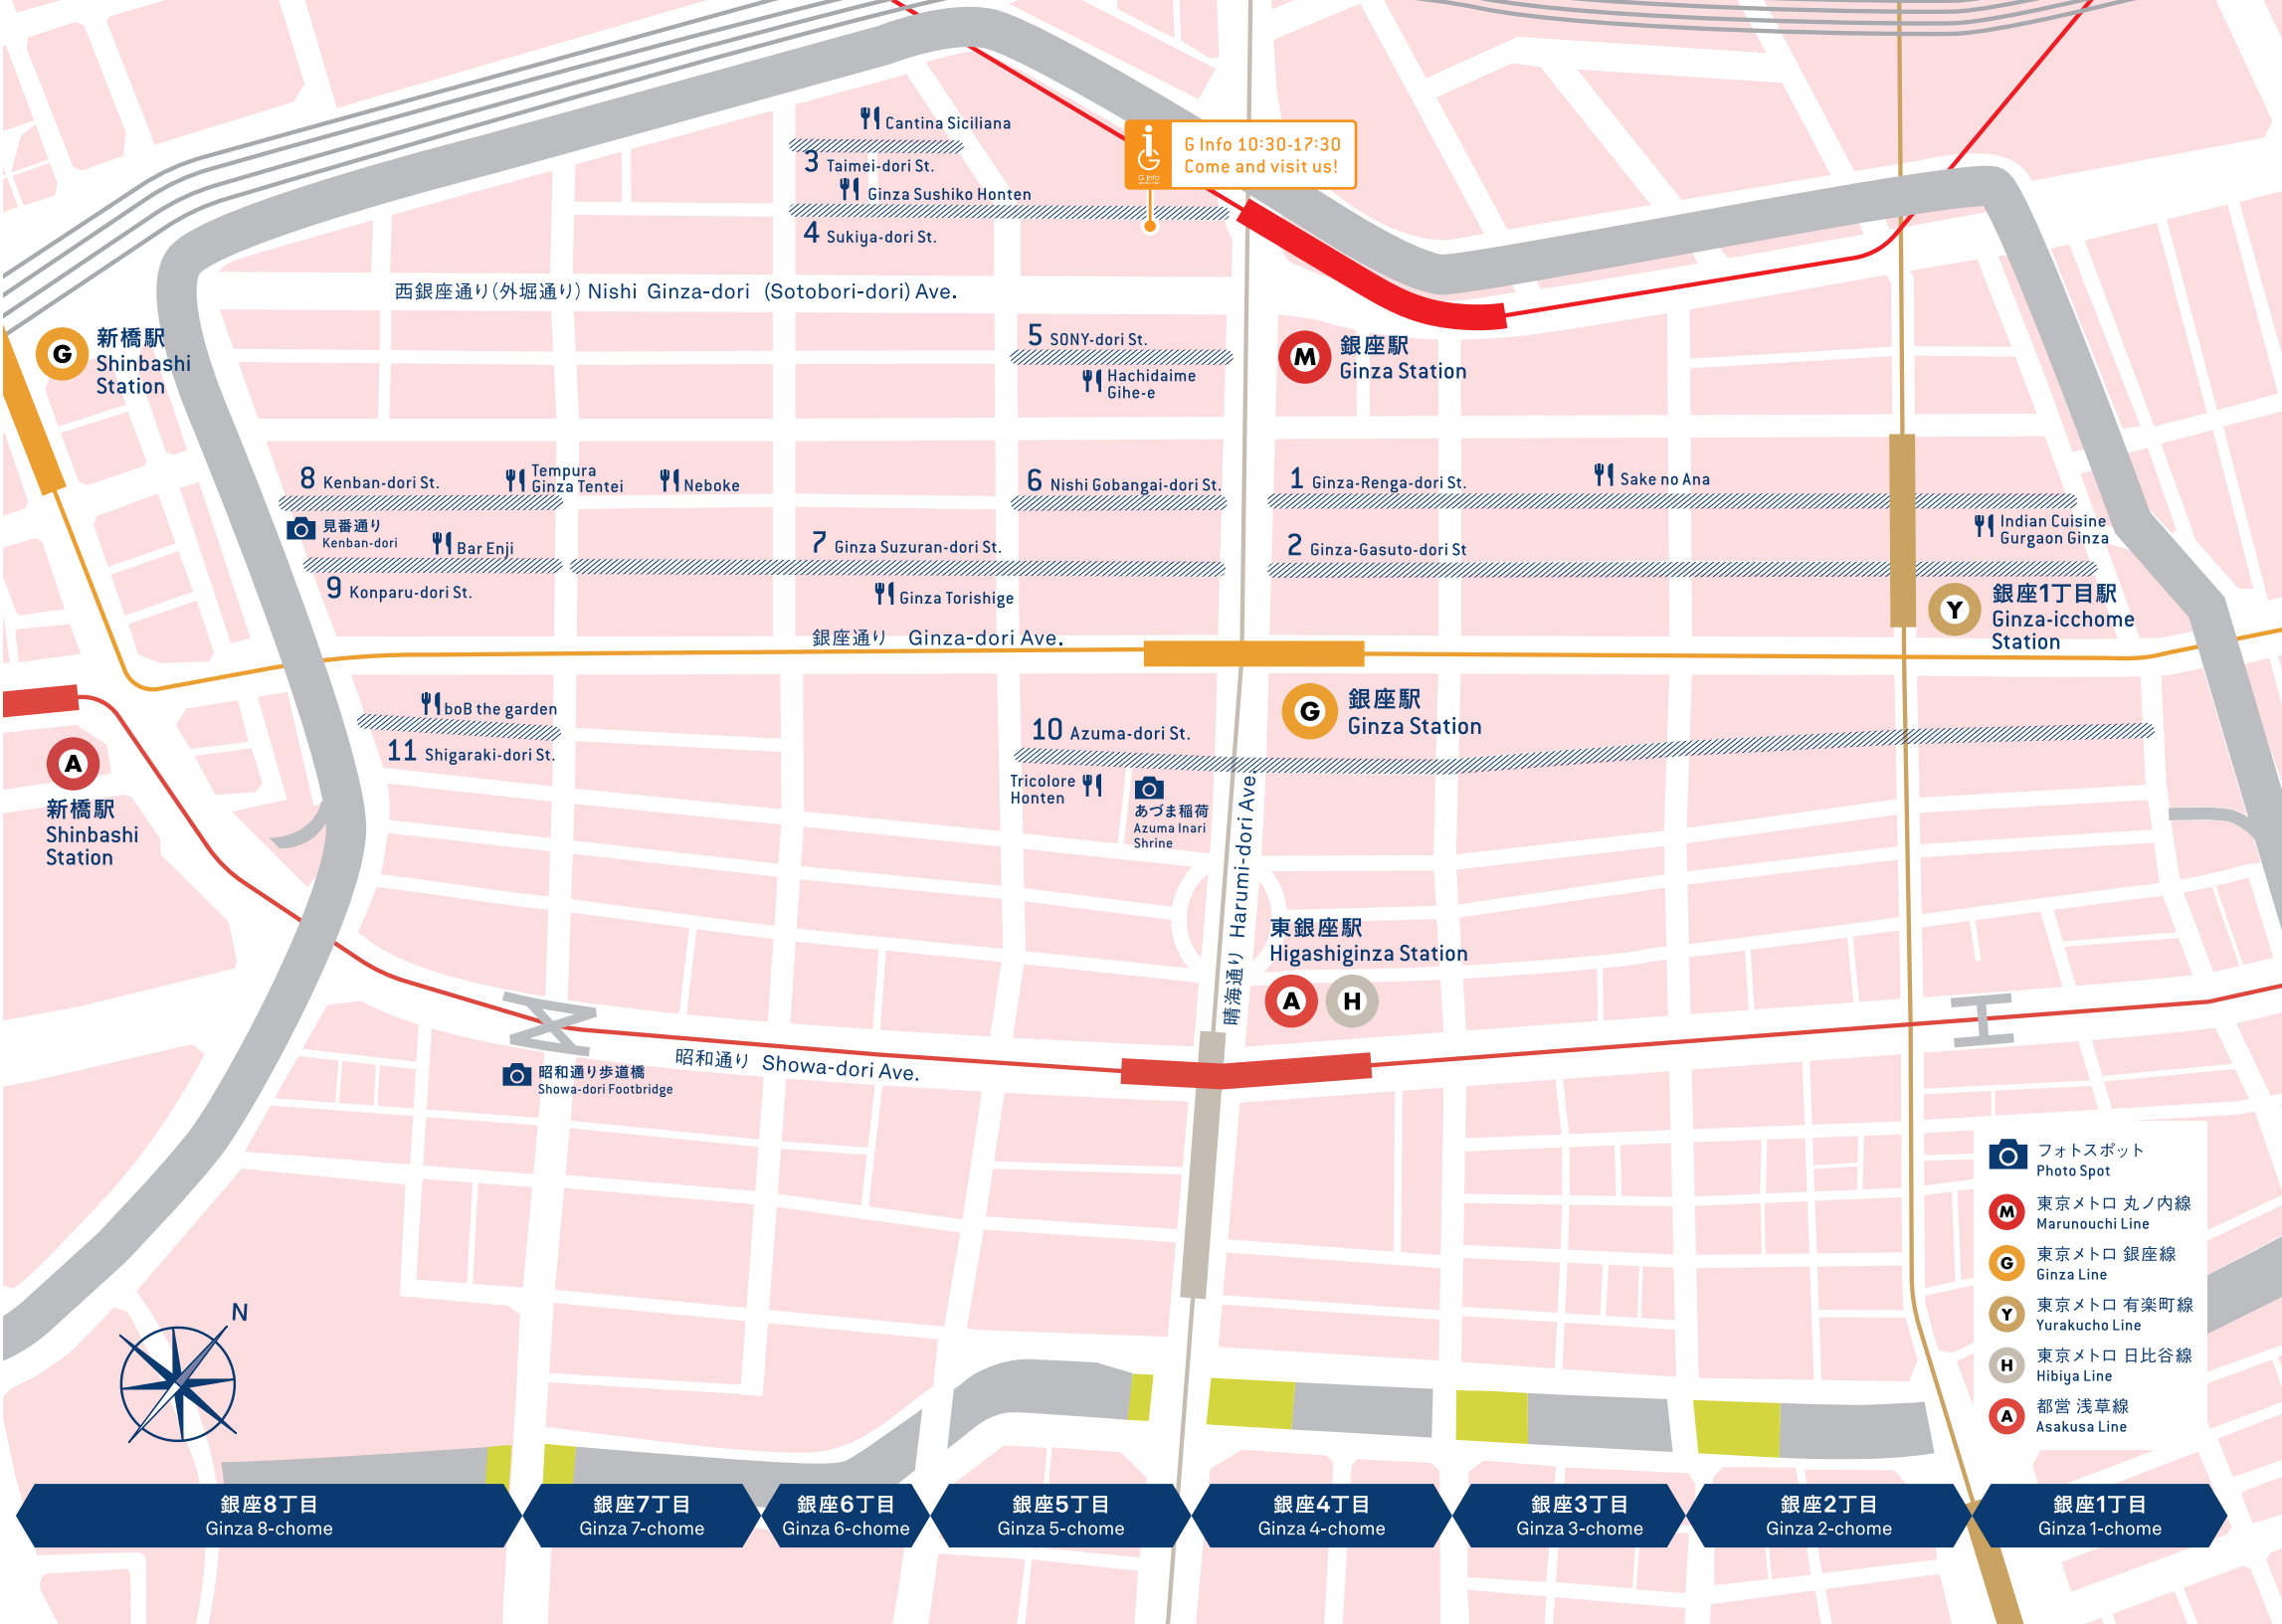 Cantina Siciliana
3 Taimei-dori St.
Ginza Sushiko Honten
4 Sukiya-dori St.
G Info
G Info 10:30-17:30
Come and visit us!
西銀座通り(外堀通り) Nishi Ginza-dori (Sotobori-dori) Ave.
G
新橋駅
Shinbashi
Station
5 SONY-dori St.
Hachidaime
Gihe-e
M
銀座駅
Ginza Station
8 Kenban-dori St.
Tempura
Ginza Tentei
Neboke
6 Nishi Gobangai-dori St.
1 Ginza-Renga-dori St.
Sake no Ana
見番通り
Kenban-dori
Bar Enji
7 Ginza Suzuran-dori St.
2 Ginza-Gasuto-dori St
Indian Cuisine
Gurgaon Ginza
9 Konparu-dori St.
Ginza Torishige
Y
銀座1丁目駅
Ginza-icchome
Station
銀座通り Ginza-dori Ave.
boB the garden
11 Shigaraki-dori St.
10 Azuma-dori St.
G
銀座駅
Ginza Station
A
新橋駅
Shinbashi
Station
Tricolore
Honten
あづま稲荷
Azuma Inari
Shrine
晴海通り Harumi-dori Ave.
東銀座駅
Higashiginza Station
A
H
昭和通り Showa-dori Ave.
昭和通り歩道橋
Showa-dori Footbridge
フォトスポット
Photo Spot
M
東京メトロ 丸ノ内線
Marunouchi Line
G
東京メトロ 銀座線
Ginza Line
Y
東京メトロ 有楽町線
Yurakucho Line
H
東京メトロ 日比谷線
Hibiya Line
A
都営 浅草線
Asakusa Line
N
銀座8丁目
Ginza 8-chome
銀座7丁目
Ginza 7-chome
銀座6丁目
Ginza 6-chome
銀座5丁目
Ginza 5-chome
銀座4丁目
Ginza 4-chome
銀座3丁目
Ginza 3-chome
銀座2丁目
Ginza 2-chome
銀座1丁目
Ginza 1-chome